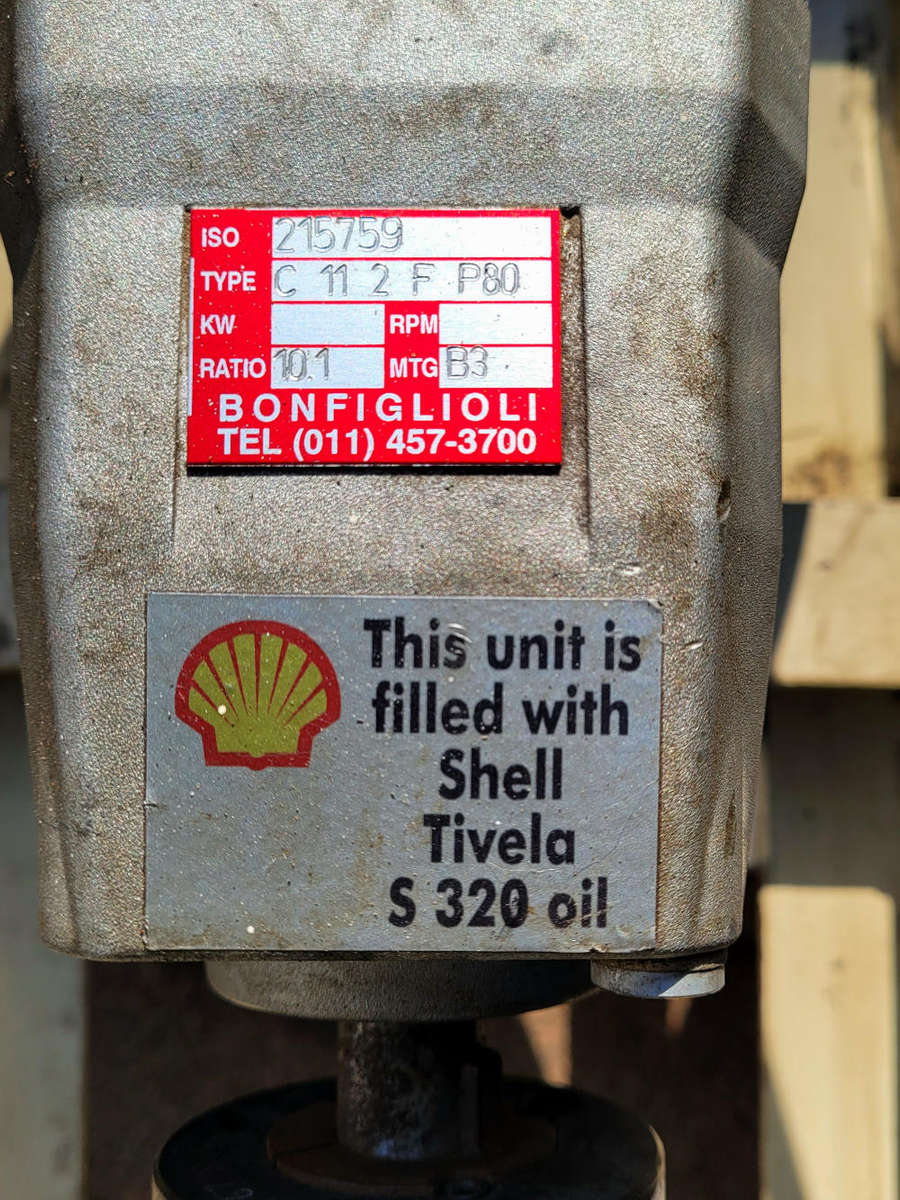 ISO 215759
TYPE C 11 2 F P80
KW RPM
RATIO 10.1 MTG B3
BONFIGLIOLI
TEL (011) 457-3700
This unit is
filled with
Shell
Tivela
S 320 oil